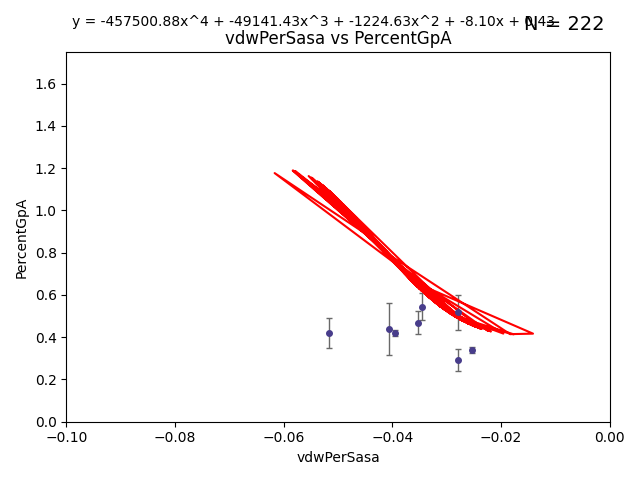 y = -457500.88x^4 + -49141.43x^3 + -1224.63x^2 + -8.10x + 0.43
N = 222
vdwPerSasa vs PercentGpA
1.6
1.4
1.2
1.0
0.8
0.6
0.4
0.2
0.0
PercentGpA
−0.10 −0.08 −0.06 −0.04 −0.02 0.00
vdwPerSasa